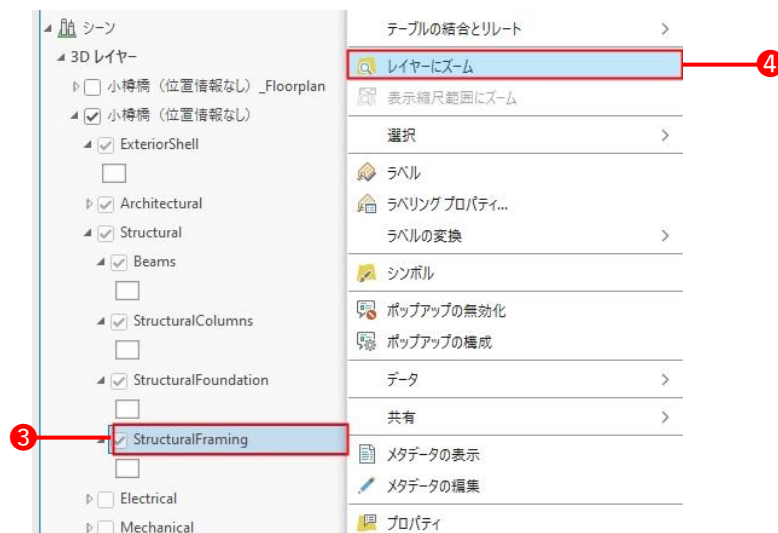 シーン
3D レイヤー
小樽橋（位置情報なし）_Floorplan
小樽橋（位置情報なし）
ExteriorShell
Architectural
Structural
Beams
StructuralColumns
StructuralFoundation
3
StructuralFraming
Electrical
Mechanical
テーブルの結合とリレート
レイヤーにズーム
4
表示縮尺範囲にズーム
選択
ラベル
ラベリング プロパティ...
ラベルの変換
シンボル
ポップアップの無効化
ポップアップの構成
データ
共有
メタデータの表示
メタデータの編集
プロパティ